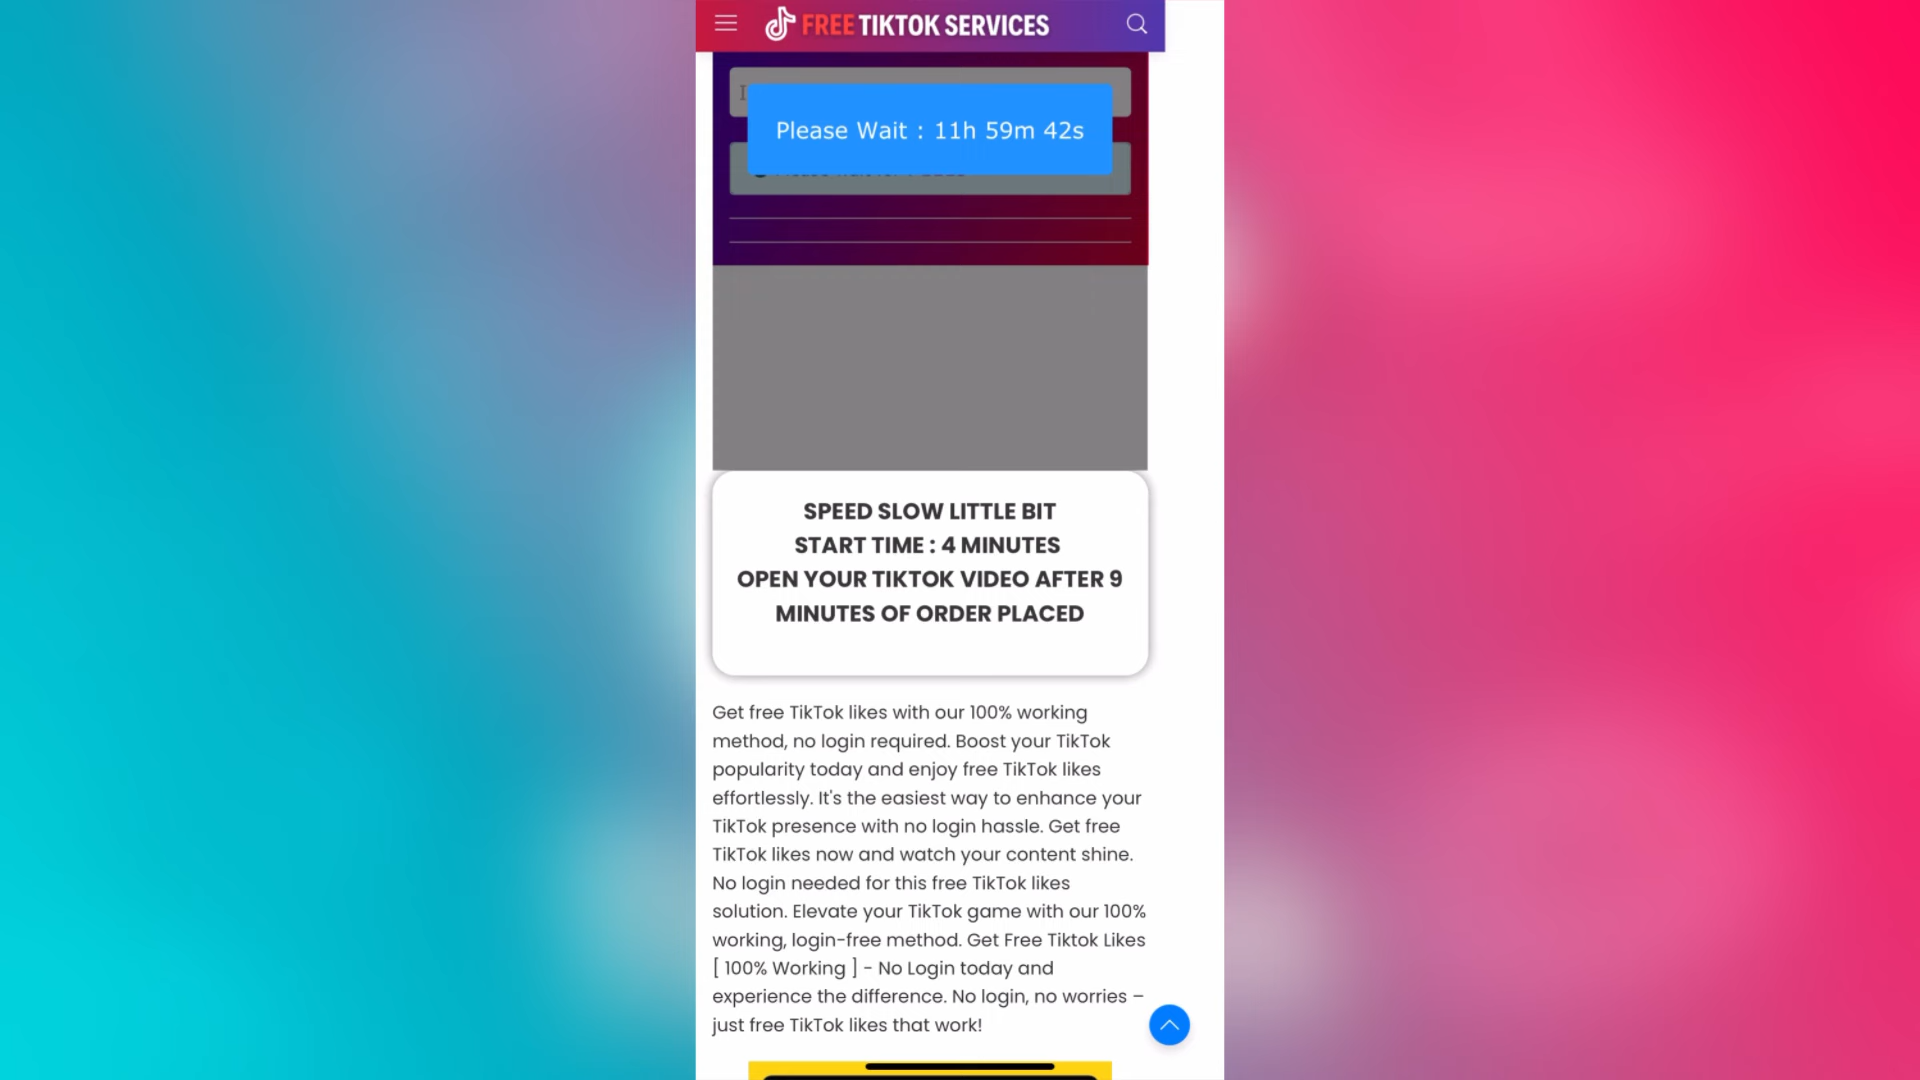 FREE TIKTOK SERVICES
Please Wait : 11h 59m 42s
SPEED SLOW LITTLE BIT
START TIME : 4 MINUTES
OPEN YOUR TIKTOK VIDEO AFTER 9
MINUTES OF ORDER PLACED
Get free TikTok likes with our 100% working
method, no login required. Boost your TikTok
popularity today and enjoy free TikTok likes
effortlessly. It's the easiest way to enhance your
TikTok presence with no login hassle. Get free
TikTok likes now and watch your content shine.
No login needed for this free TikTok likes
solution. Elevate your TikTok game with our 100%
working, login-free method. Get Free Tiktok Likes
[ 100% Working ] - No Login today and
experience the difference. No login, no worries –
just free TikTok likes that work!